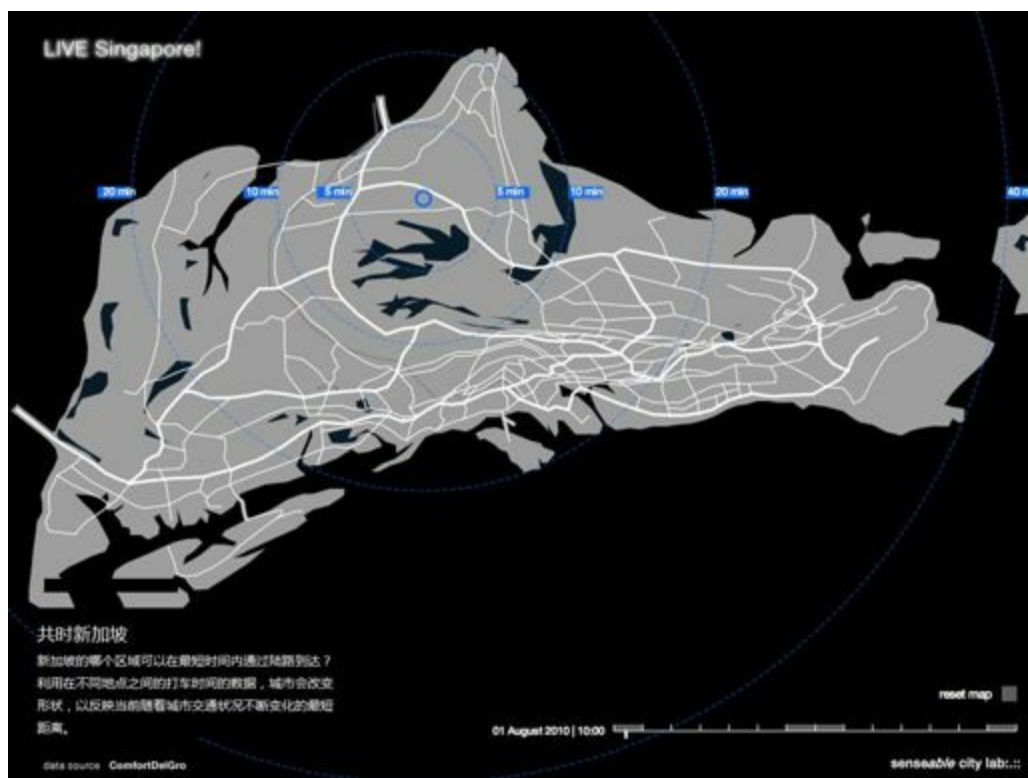 LIVE Singapore!
20 min
10 min
5 min
5 min
10 min
20 min
40 m
共时新加坡
新加坡的哪个区域可以在最短时间内通过陆路到达？
利用在不同地点之间的打车时间的数据，城市会改变
形状，以反映当前随着城市交通状况不断变化的最短
距离。
reset map
01 August 2010 | 10:00
data source ComfortDelGro
senseable city lab:.::